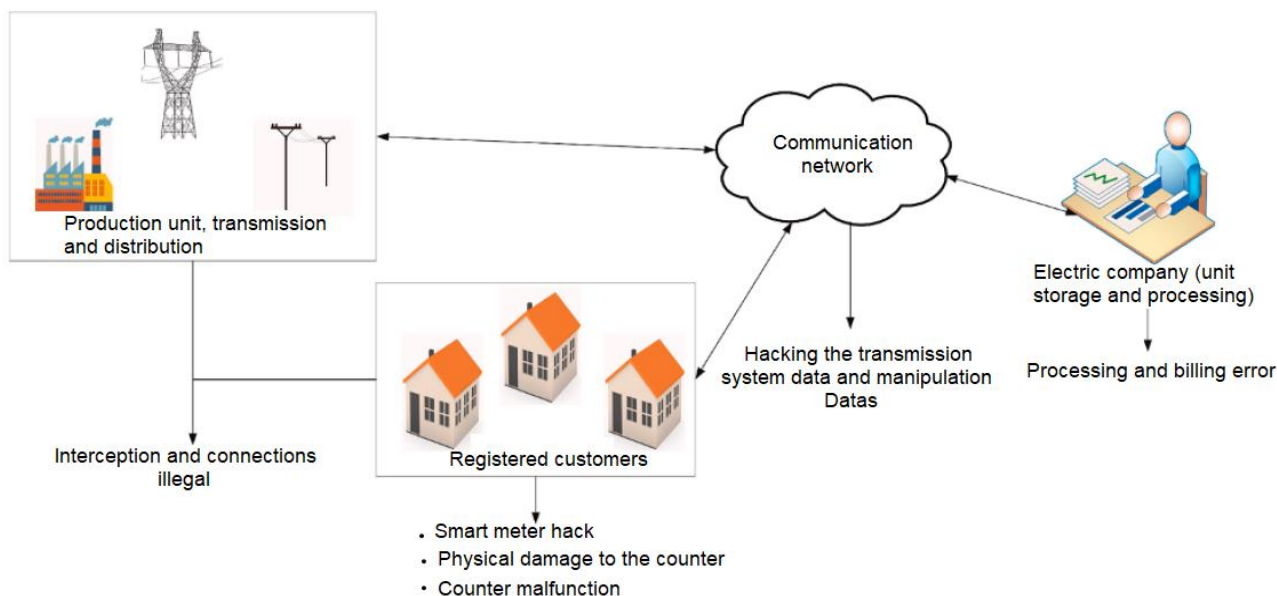 Production unit, transmission
and distribution
Communication
network
Electric company (unit
storage and processing)
Hacking the transmission
system data and manipulation
Datas
Processing and billing error
Registered customers
Interception and connections
illegal
• Smart meter hack
• Physical damage to the counter
• Counter malfunction